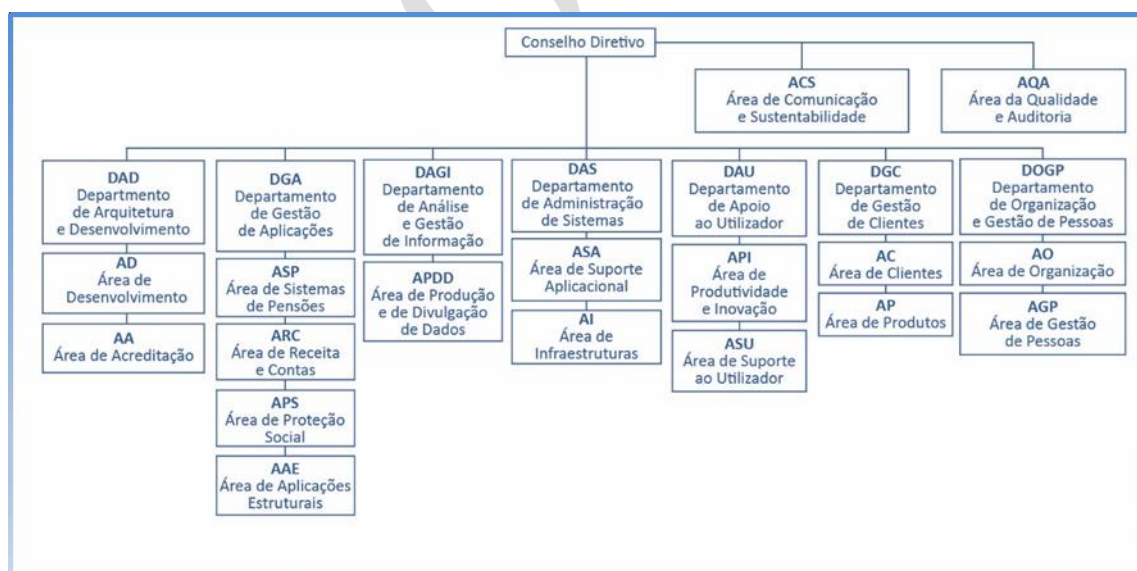 Conselho Diretivo
ACS
Área de Comunicação
e Sustentabilidade
AQA
Área da Qualidade
e Auditoria
DAD
Department
de Arquitetura
e Desenvolvimento
AD
Área de
Desenvolvimento
AA
Área de Acreditação
DGA
Departamento
de Gestão
de Aplicações
ASP
Área de Sistemas
de Pensões
ARC
Área de Receita
e Contas
APS
Área de Proteção
Social
AAE
Área de Aplicações
Estruturais
DAGI
Departamento
de Análise
e Gestão
de Informação
APDD
Área de Produção
e de Divulgação
de Dados
DAS
Departamento
de Administração
de Sistemas
ASA
Área de Suporte
Aplicacional
AI
Área de
Infraestruturas
DAU
Departamento
de Apoio
ao Utilizador
API
Área de
Produtividade
e Inovação
ASU
Área de Suporte
ao Utilizador
DGC
Departamento
de Gestão
de Clientes
AC
Área de Clientes
AP
Área de Produtos
DOGP
Departamento
de Organização
e Gestão de Pessoas
AO
Área de Organização
AGP
Área de Gestão
de Pessoas